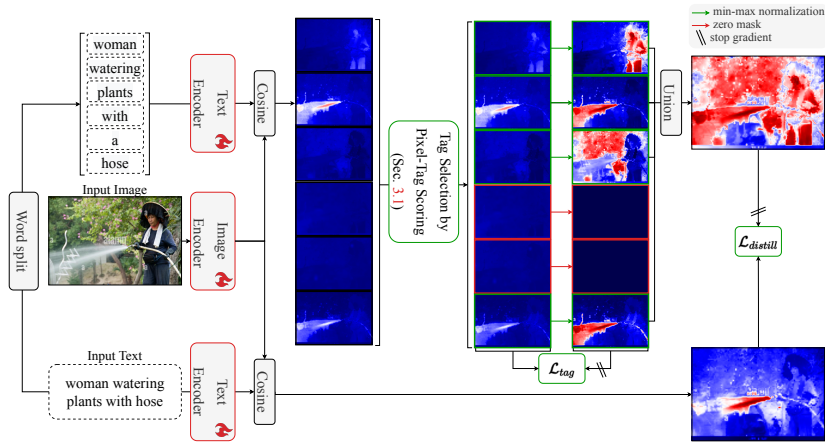 woman
watering
plants
with
a
hose
Text
Encoder
Cosine
Tag Selection by
Pixel-Tag Scoring
(Sec. 3.1)
Union
min-max normalization
zero mask
stop gradient
Word split
Input Image
Image
Encoder
L_distill
Input Text
woman watering
plants with hose
Text
Encoder
Cosine
L_tag